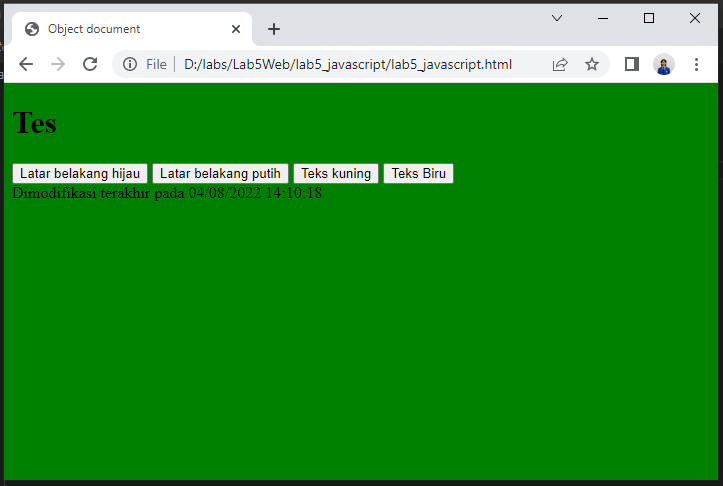 Object document
File D:/labs/Lab5Web/lab5_javascript/lab5_javascript.html
Tes
Latar belakang hijau Latar belakang putih Teks kuning Teks Biru
Dimodifikasi terakhir pada 04/08/2022 14:10:18